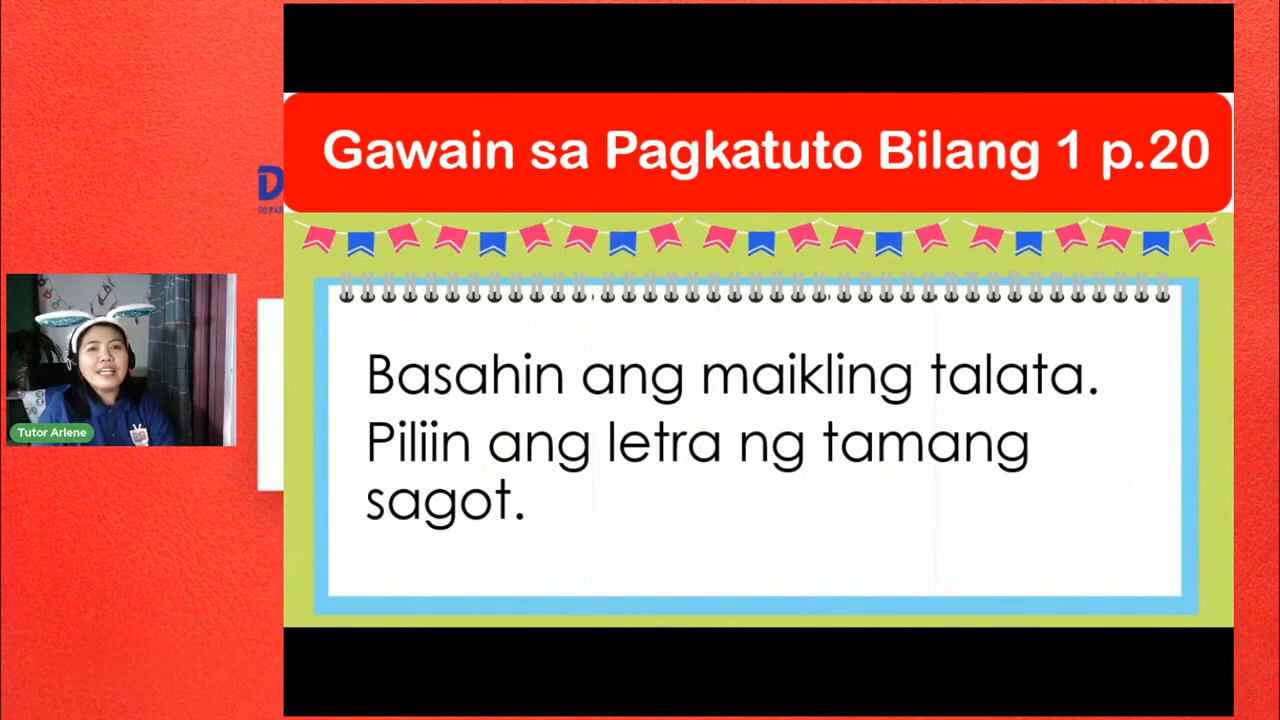 Gawain sa Pagkatuto Bilang 1 p.20
Basahin ang maikling talata.
Piliin ang letra ng tamang
sagot.
Tutor Arlene